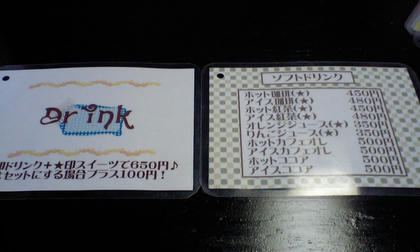 Drink
ドリンク+★印スイーツで650円♪
セットにする場合プラス100円！
ソフトドリンク
ホット珈琲(★) 450円
アイス珈琲(★) 480円
ホット紅茶(★) 450円
アイス紅茶(★) 480円
オレンジジュース(★) 350円
りんごジュース(★) 350円
ホットカフェオレ 500円
アイスカフェオレ 500円
ホットココア 500円
アイスココア 500円